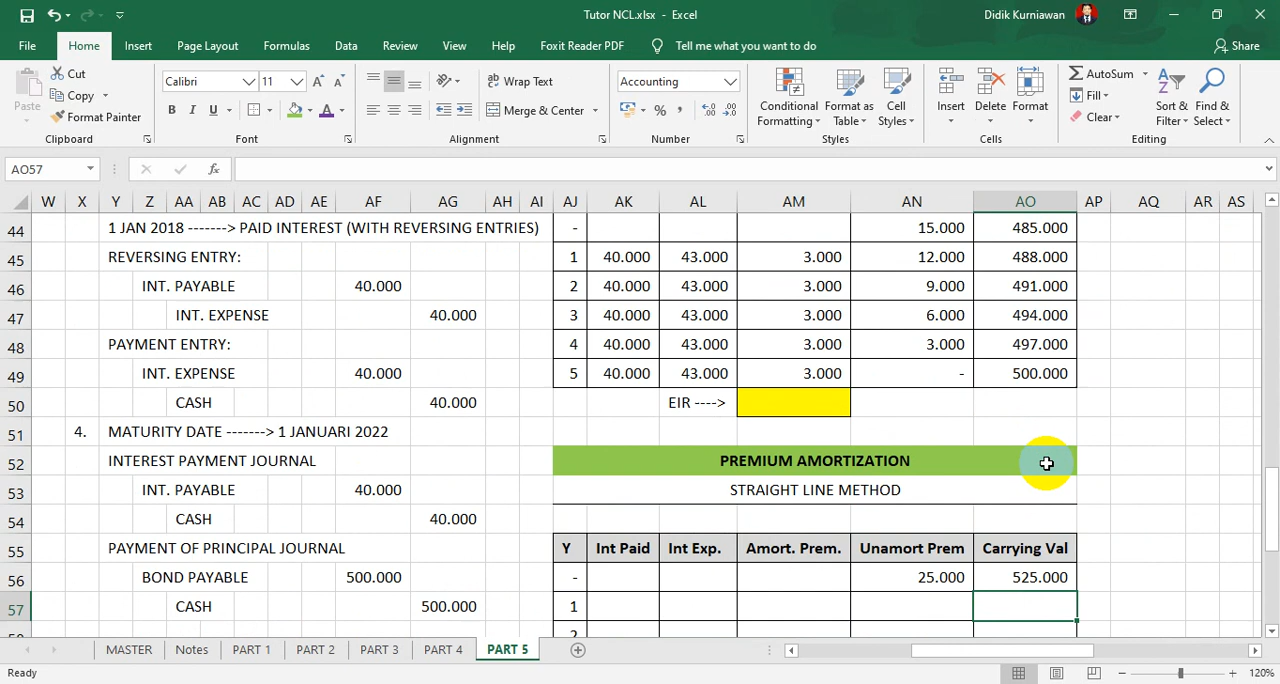 Tutor NCL.xlsx - Excel
Didik Kurniawan
File Home Insert Page Layout Formulas Data Review View Help Foxit Reader PDF Tell me what you want to do Share
Paste
Cut
Copy
Format Painter
Clipboard
Calibri 11
B I U
Font
Wrap Text
Merge & Center
Alignment
Accounting
%
Number
Conditional Formatting
Format as Table
Cell Styles
Styles
Insert
Delete
Format
Cells
AutoSum
Fill
Clear
Sort & Filter
Find & Select
Editing
AO57 fx
W X Y Z AA AB AC AD AE AF AG AH AI AJ AK AL AM AN AO AP AQ AR AS
44 1 JAN 2018 -------> PAID INTEREST (WITH REVERSING ENTRIES) - 15.000 485.000
45 REVERSING ENTRY: 1 40.000 43.000 3.000 12.000 488.000
46 INT. PAYABLE 40.000 2 40.000 43.000 3.000 9.000 491.000
47 INT. EXPENSE 40.000 3 40.000 43.000 3.000 6.000 494.000
48 PAYMENT ENTRY: 4 40.000 43.000 3.000 3.000 497.000
49 INT. EXPENSE 40.000 5 40.000 43.000 3.000 - 500.000
50 CASH 40.000 EIR ---->
51 4. MATURITY DATE -------> 1 JANUARI 2022
52 INTEREST PAYMENT JOURNAL PREMIUM AMORTIZATION
53 INT. PAYABLE 40.000 STRAIGHT LINE METHOD
54 CASH 40.000
55 PAYMENT OF PRINCIPAL JOURNAL Y Int Paid Int Exp. Amort. Prem. Unamort Prem Carrying Val
56 BOND PAYABLE 500.000 - 25.000 525.000
57 CASH 500.000 1
2
MASTER Notes PART 1 PART 2 PART 3 PART 4 PART 5
Ready 120%